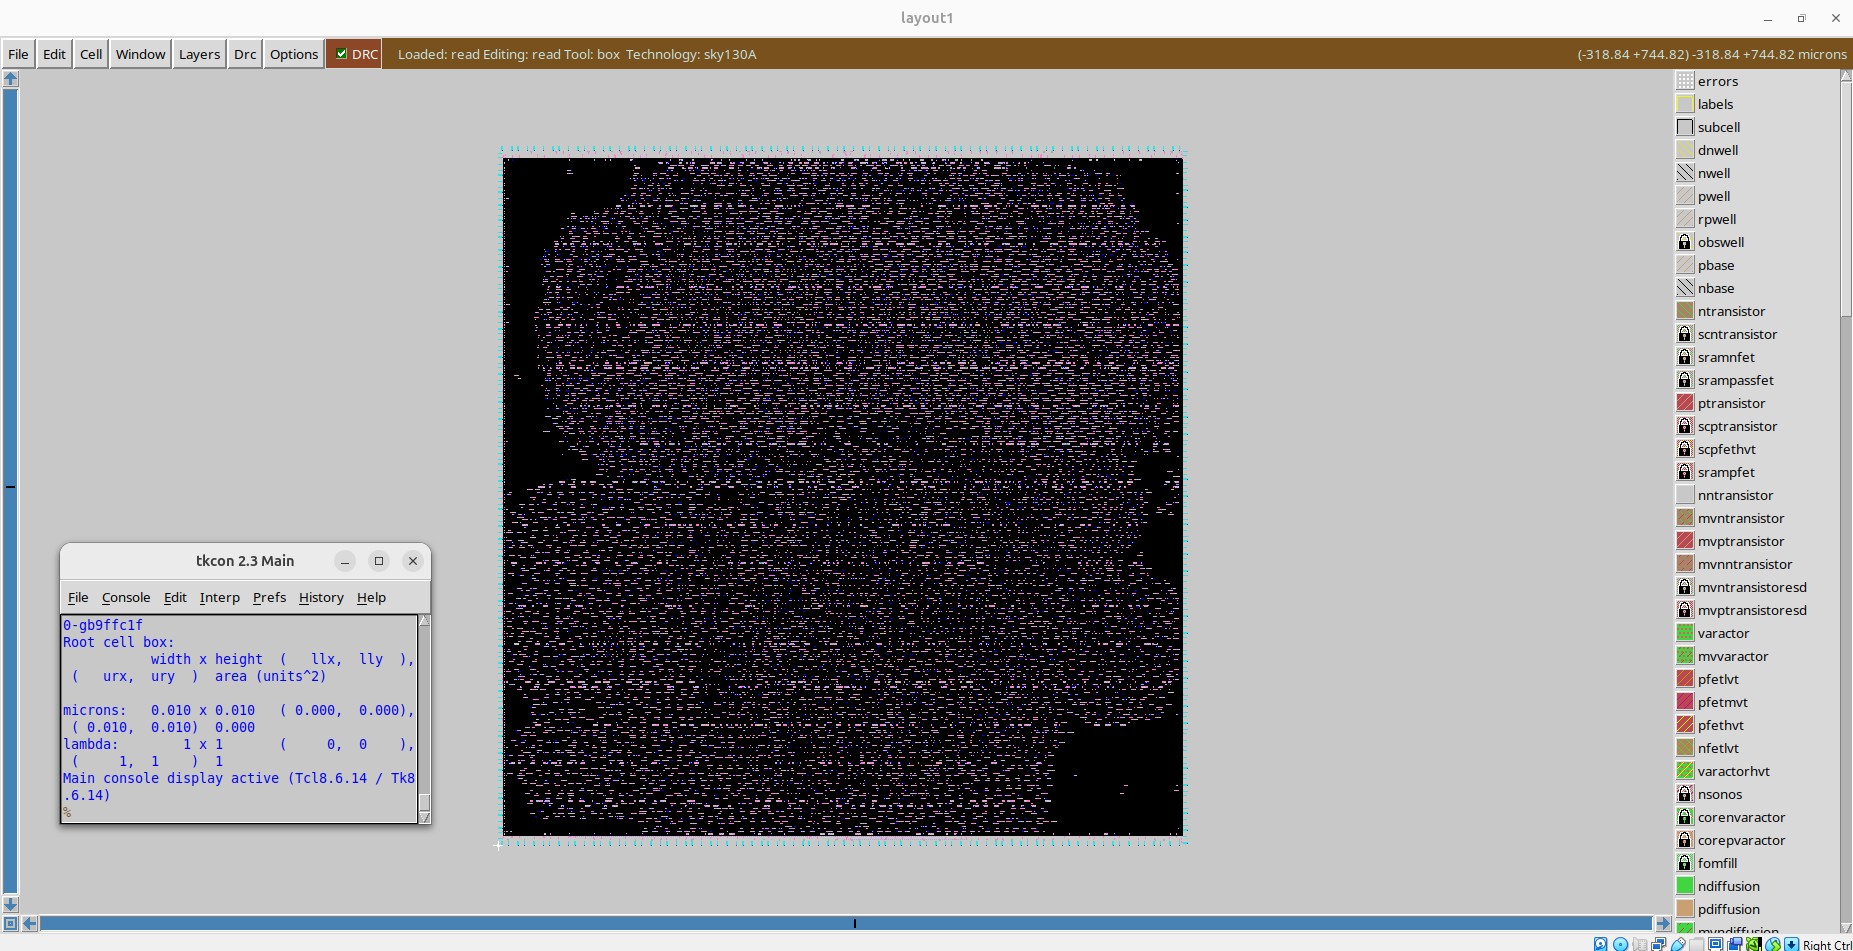 layout1
File Edit Cell Window Layers Drc Options DRC Loaded: read Editing: read Tool: box Technology: sky130A (-318.84 +744.82) -318.84 +744.82 microns
errors
labels
subcell
dnwell
nwell
pwell
rpwell
obswell
pbase
nbase
ntransistor
scntransistor
sramnfet
srampassfet
ptransistor
scptransistor
scpfethvt
srampfet
nntransistor
mvntransistor
mvptransistor
mvnntransistor
mvntransistoresd
mvptransistoresd
varactor
mvvaractor
pfetlvt
pfetmvt
pfethvt
nfetlvt
varactorhvt
nsonos
corenvaractor
corepvaractor
fomfill
ndiffusion
pdiffusion
mvndiffusion
tkcon 2.3 Main
File Console Edit Interp Prefs History Help
0-gb9ffc1f
Root cell box:
width x height ( llx, lly ),
( urx, ury ) area (units^2)
microns: 0.010 x 0.010 ( 0.000, 0.000),
( 0.010, 0.010) 0.000
lambda: 1 x 1 ( 0, 0 ),
( 1, 1 ) 1
Main console display active (Tcl8.6.14 / Tk8
.6.14)
%
Right Ctrl